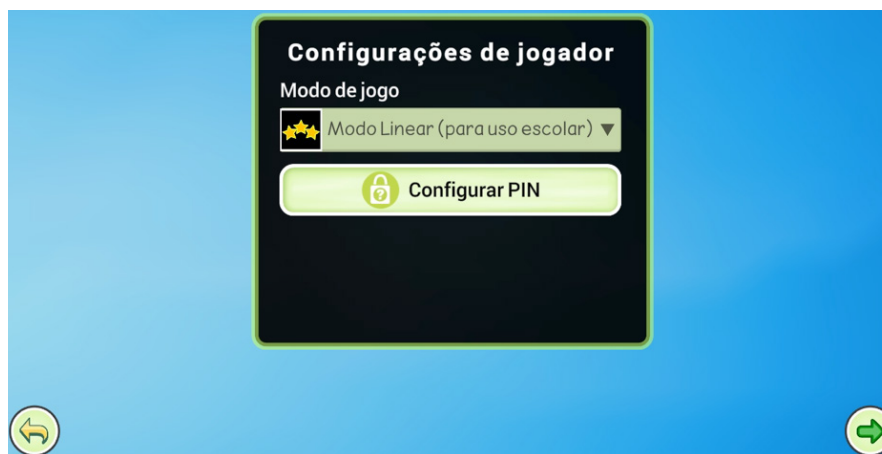 Configurações de jogador
Modo de jogo
Modo Linear (para uso escolar)
Configurar PIN